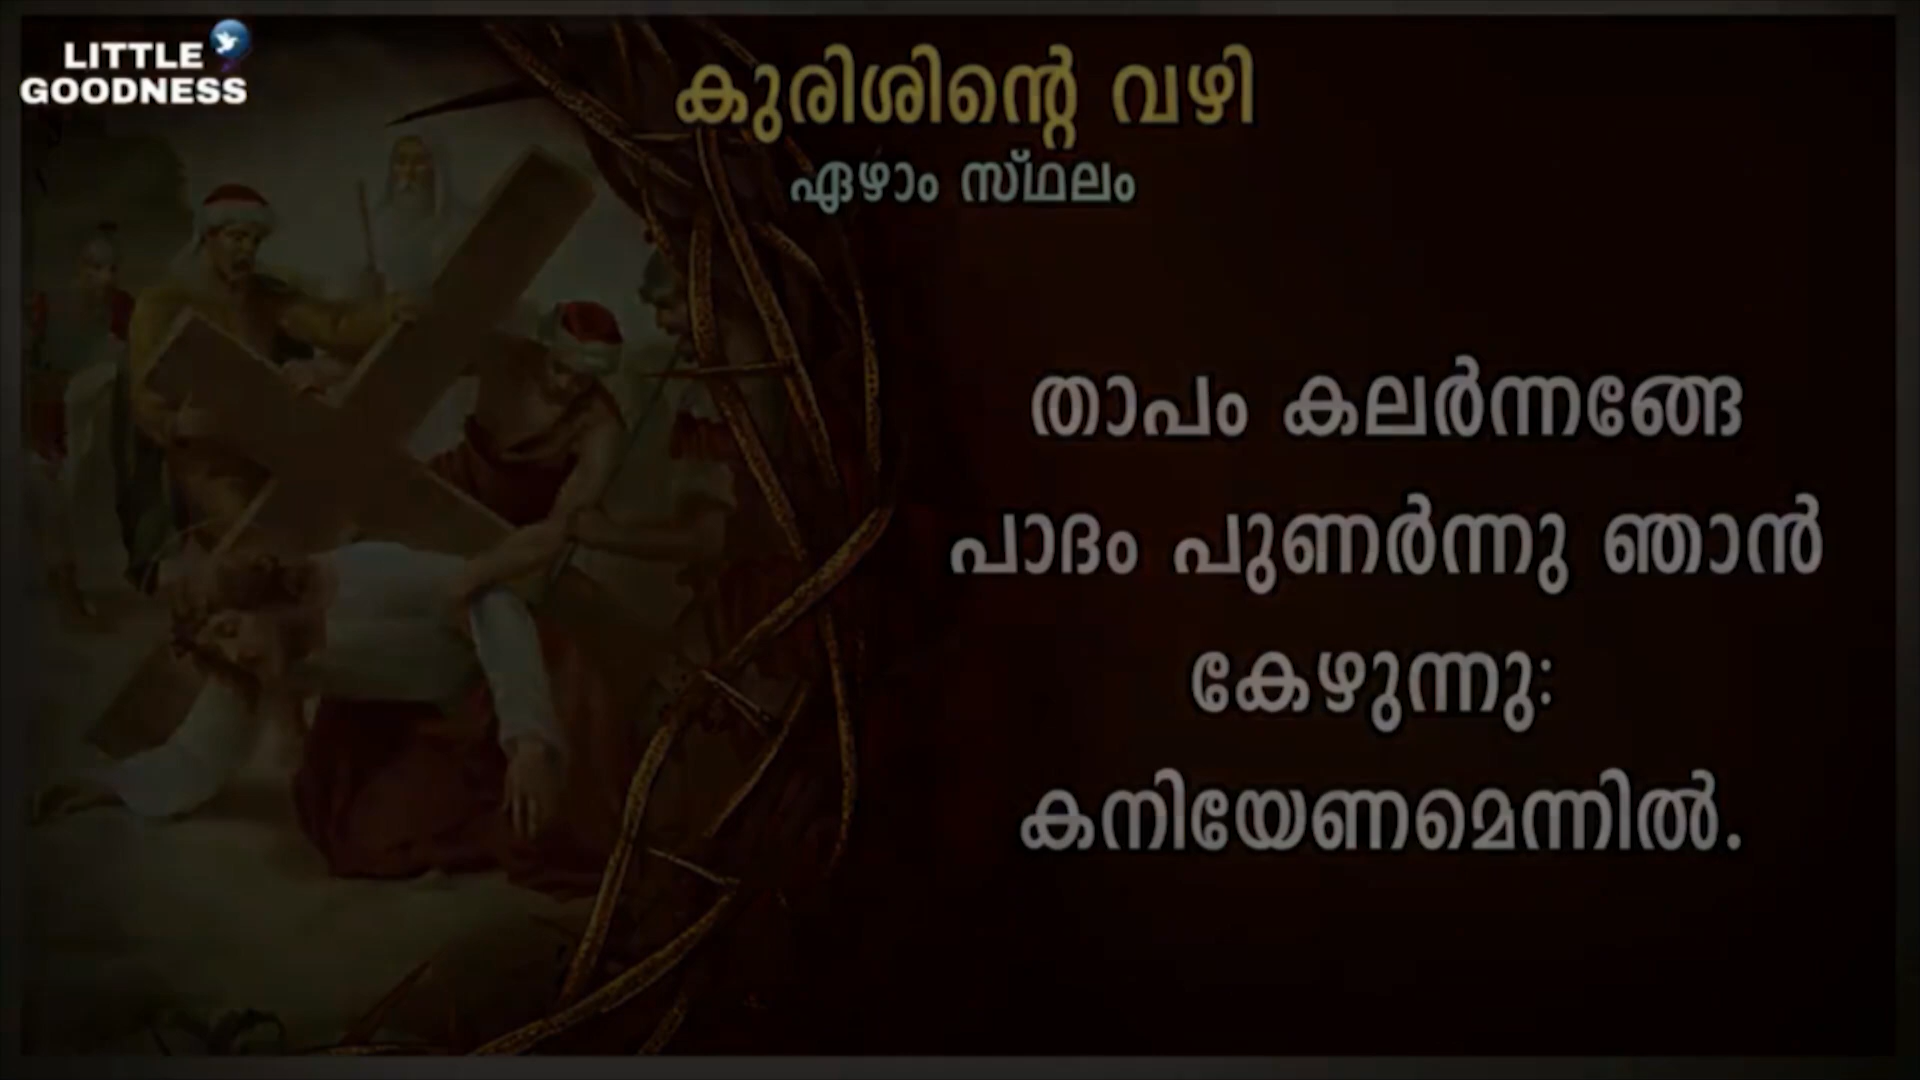 LITTLE
GOODNESS
കുരിശിന്റെ വഴി
ഏഴാം സ്ഥലം
താപം കലർന്നങ്ങേ
പാദം പുണർന്നു ഞാൻ
കേഴുന്നു:
കനിയേണമെന്നിൽ.